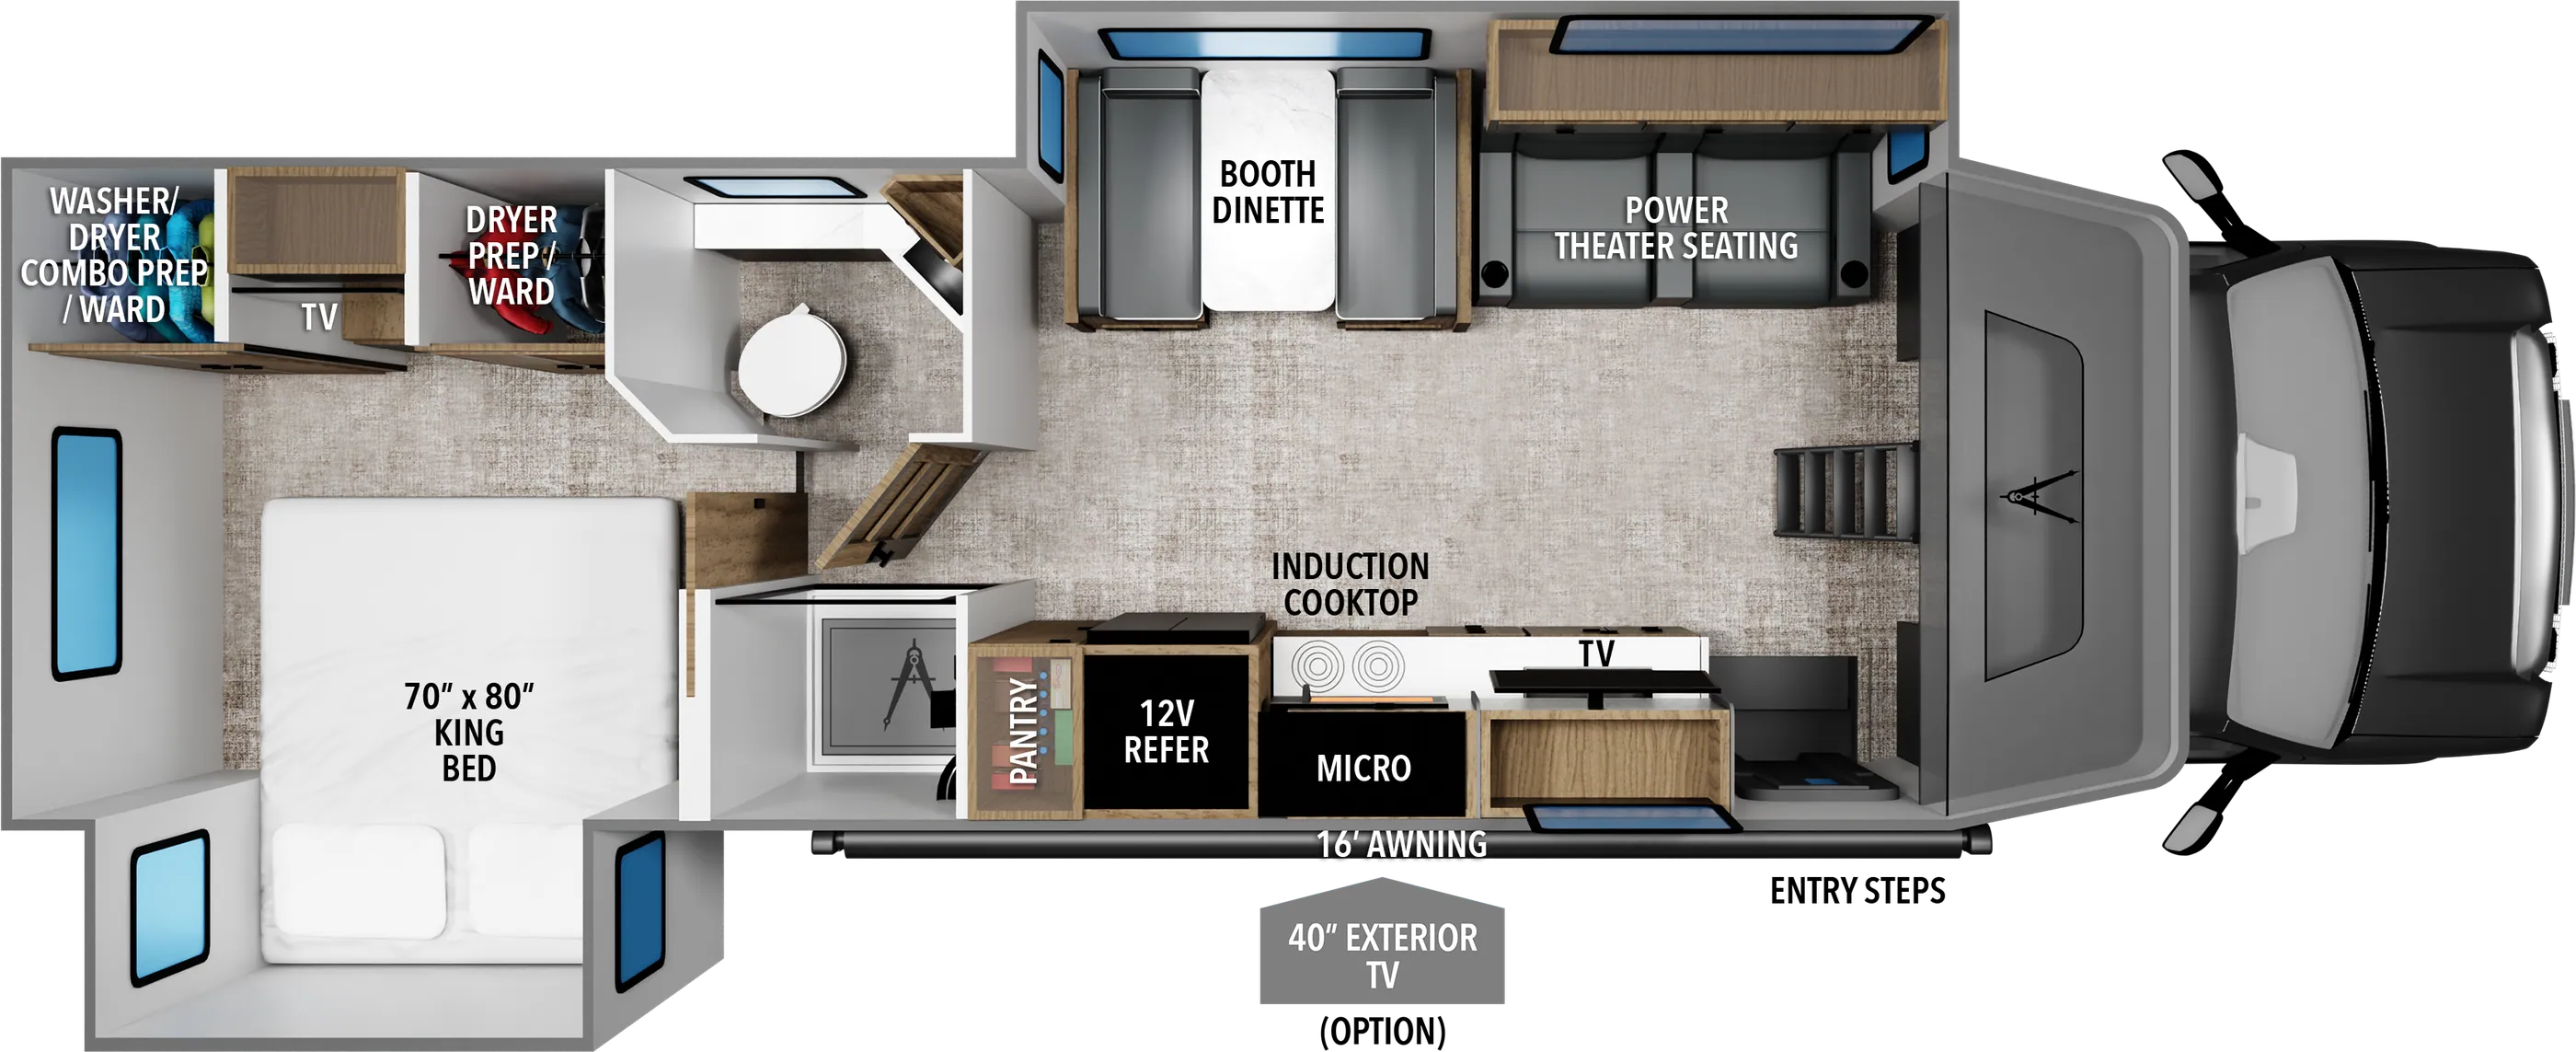 WASHER/
DRYER
COMBO PREP
/ WARD
TV
DRYER
PREP /
WARD
BOOTH
DINETTE
POWER
THEATER SEATING
INDUCTION
COOKTOP
TV
70" x 80"
KING
BED
PANTRY
12V
REFER
MICRO
16' AWNING
ENTRY STEPS
40" EXTERIOR
TV
(OPTION)